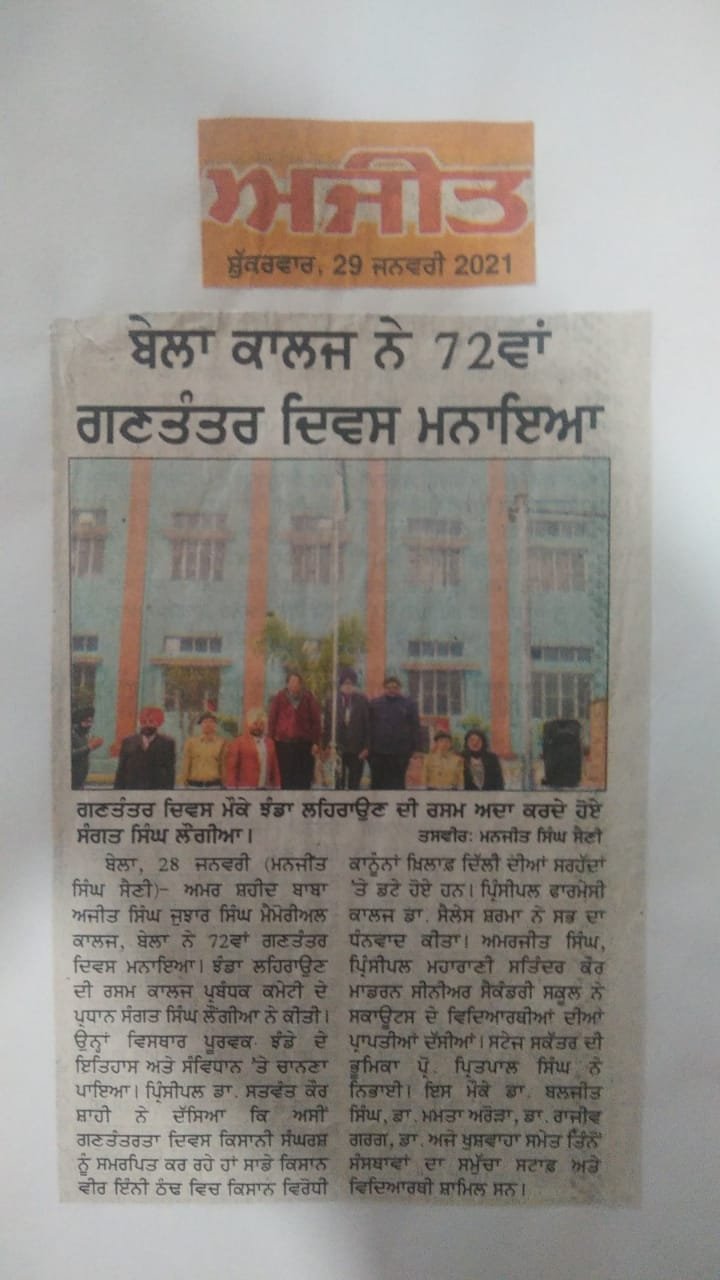 ਅਜੀਤ
ਸ਼ੁੱਕਰਵਾਰ, 29 ਜਨਵਰੀ 2021
ਬੇਲਾ ਕਾਲਜ ਨੇ 72ਵਾਂ
ਗਣਤੰਤਰ ਦਿਵਸ ਮਨਾਇਆ
ਗਣਤੰਤਰ ਦਿਵਸ ਮੌਕੇ ਝੰਡਾ ਲਹਿਰਾਉਣ ਦੀ ਰਸਮ ਅਦਾ ਕਰਦੇ ਹੋਏ
ਸੰਗਤ ਸਿੰਘ ਲੌਂਗੀਆ। ਤਸਵੀਰ: ਮਨਜੀਤ ਸਿੰਘ ਸੈਣੀ
ਬੇਲਾ, 28 ਜਨਵਰੀ (ਮਨਜੀਤ
ਸਿੰਘ ਸੈਣੀ)- ਅਮਰ ਸ਼ਹੀਦ ਬਾਬਾ
ਅਜੀਤ ਸਿੰਘ ਜੁਝਾਰ ਸਿੰਘ ਮੈਮੋਰੀਅਲ
ਕਾਲਜ, ਬੇਲਾ ਨੇ 72ਵਾਂ ਗਣਤੰਤਰ
ਦਿਵਸ ਮਨਾਇਆ। ਝੰਡਾ ਲਹਿਰਾਉਣ
ਦੀ ਰਸਮ ਕਾਲਜ ਪ੍ਰਬੰਧਕ ਕਮੇਟੀ ਦੇ
ਪ੍ਰਧਾਨ ਸੰਗਤ ਸਿੰਘ ਲੌਂਗੀਆ ਨੇ ਕੀਤੀ।
ਉਨ੍ਹਾਂ ਵਿਸਥਾਰ ਪੂਰਵਕ ਝੰਡੇ ਦੇ
ਇਤਿਹਾਸ ਅਤੇ ਸੰਵਿਧਾਨ 'ਤੇ ਚਾਨਣਾ
ਪਾਇਆ। ਪ੍ਰਿੰਸੀਪਲ ਡਾ. ਸਤਵੰਤ ਕੌਰ
ਸ਼ਾਹੀ ਨੇ ਦੱਸਿਆ ਕਿ ਅਸੀਂ
ਗਣਤੰਤਰਤਾ ਦਿਵਸ ਕਿਸਾਨੀ ਸੰਘਰਸ਼
ਨੂੰ ਸਮਰਪਿਤ ਕਰ ਰਹੇ ਹਾਂ ਸਾਡੇ ਕਿਸਾਨ
ਵੀਰ ਇੰਨੀ ਠੰਢ ਵਿਚ ਕਿਸਾਨ ਵਿਰੋਧੀ
ਕਾਨੂੰਨਾਂ ਖ਼ਿਲਾਫ਼ ਦਿੱਲੀ ਦੀਆਂ ਸਰਹੱਦਾਂ
'ਤੇ ਡਟੇ ਹੋਏ ਹਨ। ਪ੍ਰਿੰਸੀਪਲ ਫਾਰਮੇਸੀ
ਕਾਲਜ ਡਾ. ਸੈਲੇਸ ਸ਼ਰਮਾ ਨੇ ਸਭ ਦਾ
ਧੰਨਵਾਦ ਕੀਤਾ। ਅਮਰਜੀਤ ਸਿੰਘ,
ਪ੍ਰਿੰਸੀਪਲ ਮਹਾਰਾਣੀ ਸਤਿੰਦਰ ਕੌਰ
ਮਾਡਰਨ ਸੀਨੀਅਰ ਸੈਕੰਡਰੀ ਸਕੂਲ ਨੇ
ਸਕਾਊਟਸ ਦੇ ਵਿਦਿਆਰਥੀਆਂ ਦੀਆਂ
ਪ੍ਰਾਪਤੀਆਂ ਦੱਸੀਆਂ। ਸਟੇਜ ਸਕੱਤਰ ਦੀ
ਭੂਮਿਕਾ ਪ੍ਰੋ. ਪ੍ਰਿਤਪਾਲ ਸਿੰਘ ਨੇ
ਨਿਭਾਈ। ਇਸ ਮੌਕੇ ਡਾ. ਬਲਜੀਤ
ਸਿੰਘ, ਡਾ. ਮਮਤਾ ਅਰੋੜਾ, ਡਾ. ਰਾਜੀਵ
ਗਰਗ, ਡਾ. ਅਜੇ ਖੁਸ਼ਵਾਹਾ ਸਮੇਤ ਤਿੰਨੋਂ
ਸੰਸਥਾਵਾਂ ਦਾ ਸਮੁੱਚਾ ਸਟਾਫ਼ ਅਤੇ
ਵਿਦਿਆਰਥੀ ਸ਼ਾਮਿਲ ਸਨ।